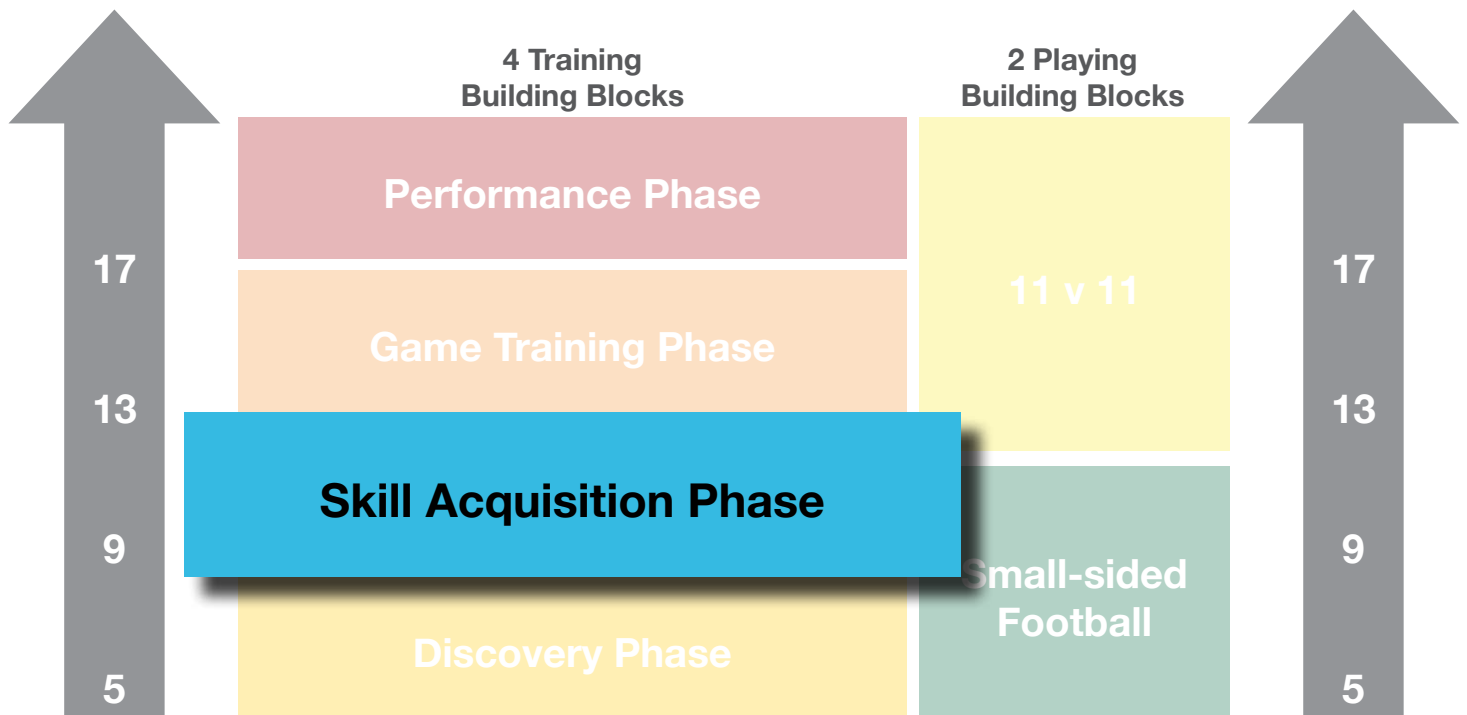 4 Training
Building Blocks
2 Playing
Building Blocks
Performance Phase
17
11 v 11
17
Game Training Phase
13
13
Skill Acquisition Phase
9
9
Small-sided
Football
Discovery Phase
5
5